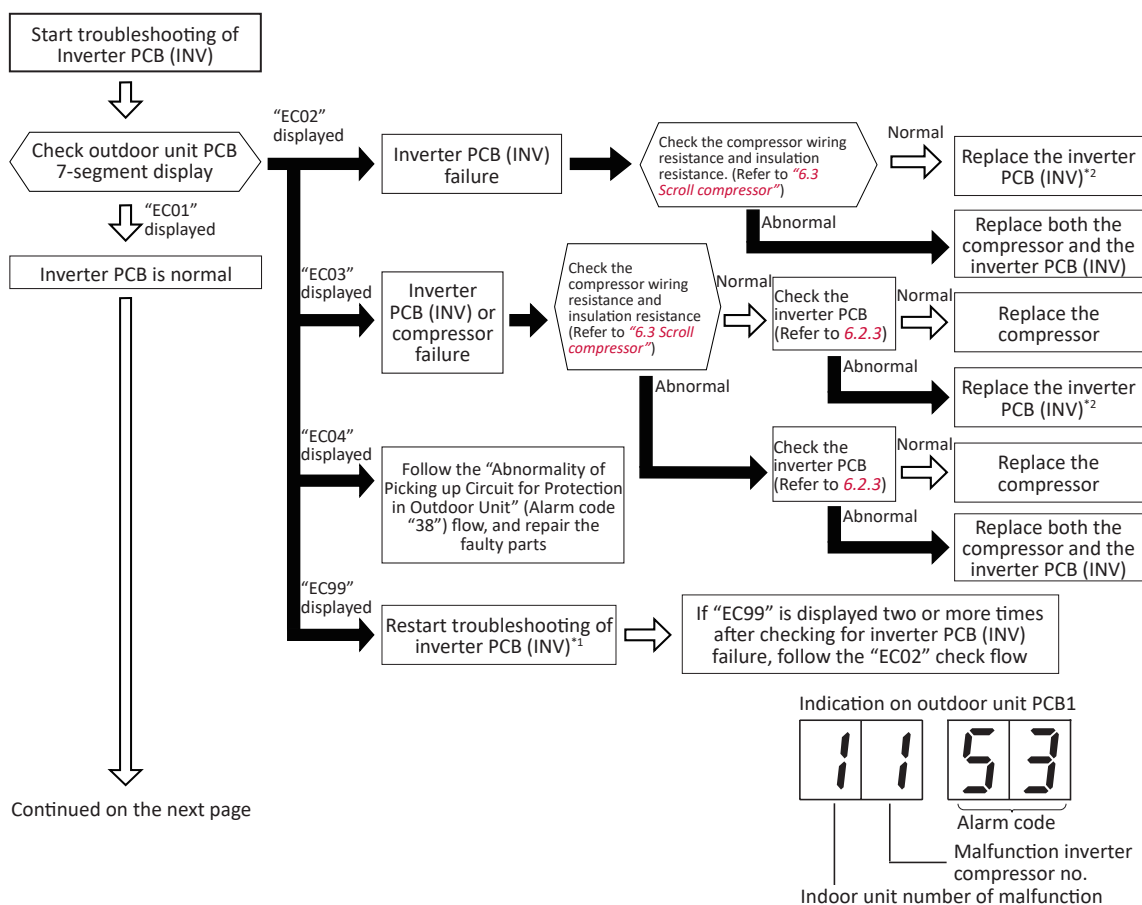 Start troubleshooting of
Inverter PCB (INV)
Check outdoor unit PCB
7-segment display
"EC01"
displayed
Inverter PCB is normal
Continued on the next page
"EC02"
displayed
Inverter PCB (INV)
failure
Check the compressor wiring
resistance and insulation
resistance. (Refer to "6.3
Scroll compressor")
Normal
Replace the inverter
PCB (INV)*2
Abnormal
Replace both the
compressor and the
inverter PCB (INV)
"EC03"
displayed
Inverter
PCB (INV) or
compressor
failure
Check the
compressor wiring
resistance and
insulation resistance
(Refer to "6.3 Scroll
compressor")
Normal
Check the
inverter PCB
(Refer to 6.2.3)
Normal
Replace the
compressor
Abnormal
Replace the inverter
PCB (INV)*2
Abnormal
Check the
inverter PCB
(Refer to 6.2.3)
Normal
Replace the
compressor
Abnormal
Replace both the
compressor and the
inverter PCB (INV)
"EC04"
displayed
Follow the "Abnormality of
Picking up Circuit for Protection
in Outdoor Unit" (Alarm code
"38") flow, and repair the
faulty parts
"EC99"
displayed
Restart troubleshooting of
inverter PCB (INV)*1
If "EC99" is displayed two or more times
after checking for inverter PCB (INV)
failure, follow the "EC02" check flow
Indication on outdoor unit PCB1
1 1 5 3
Alarm code
Malfunction inverter
compressor no.
Indoor unit number of malfunction